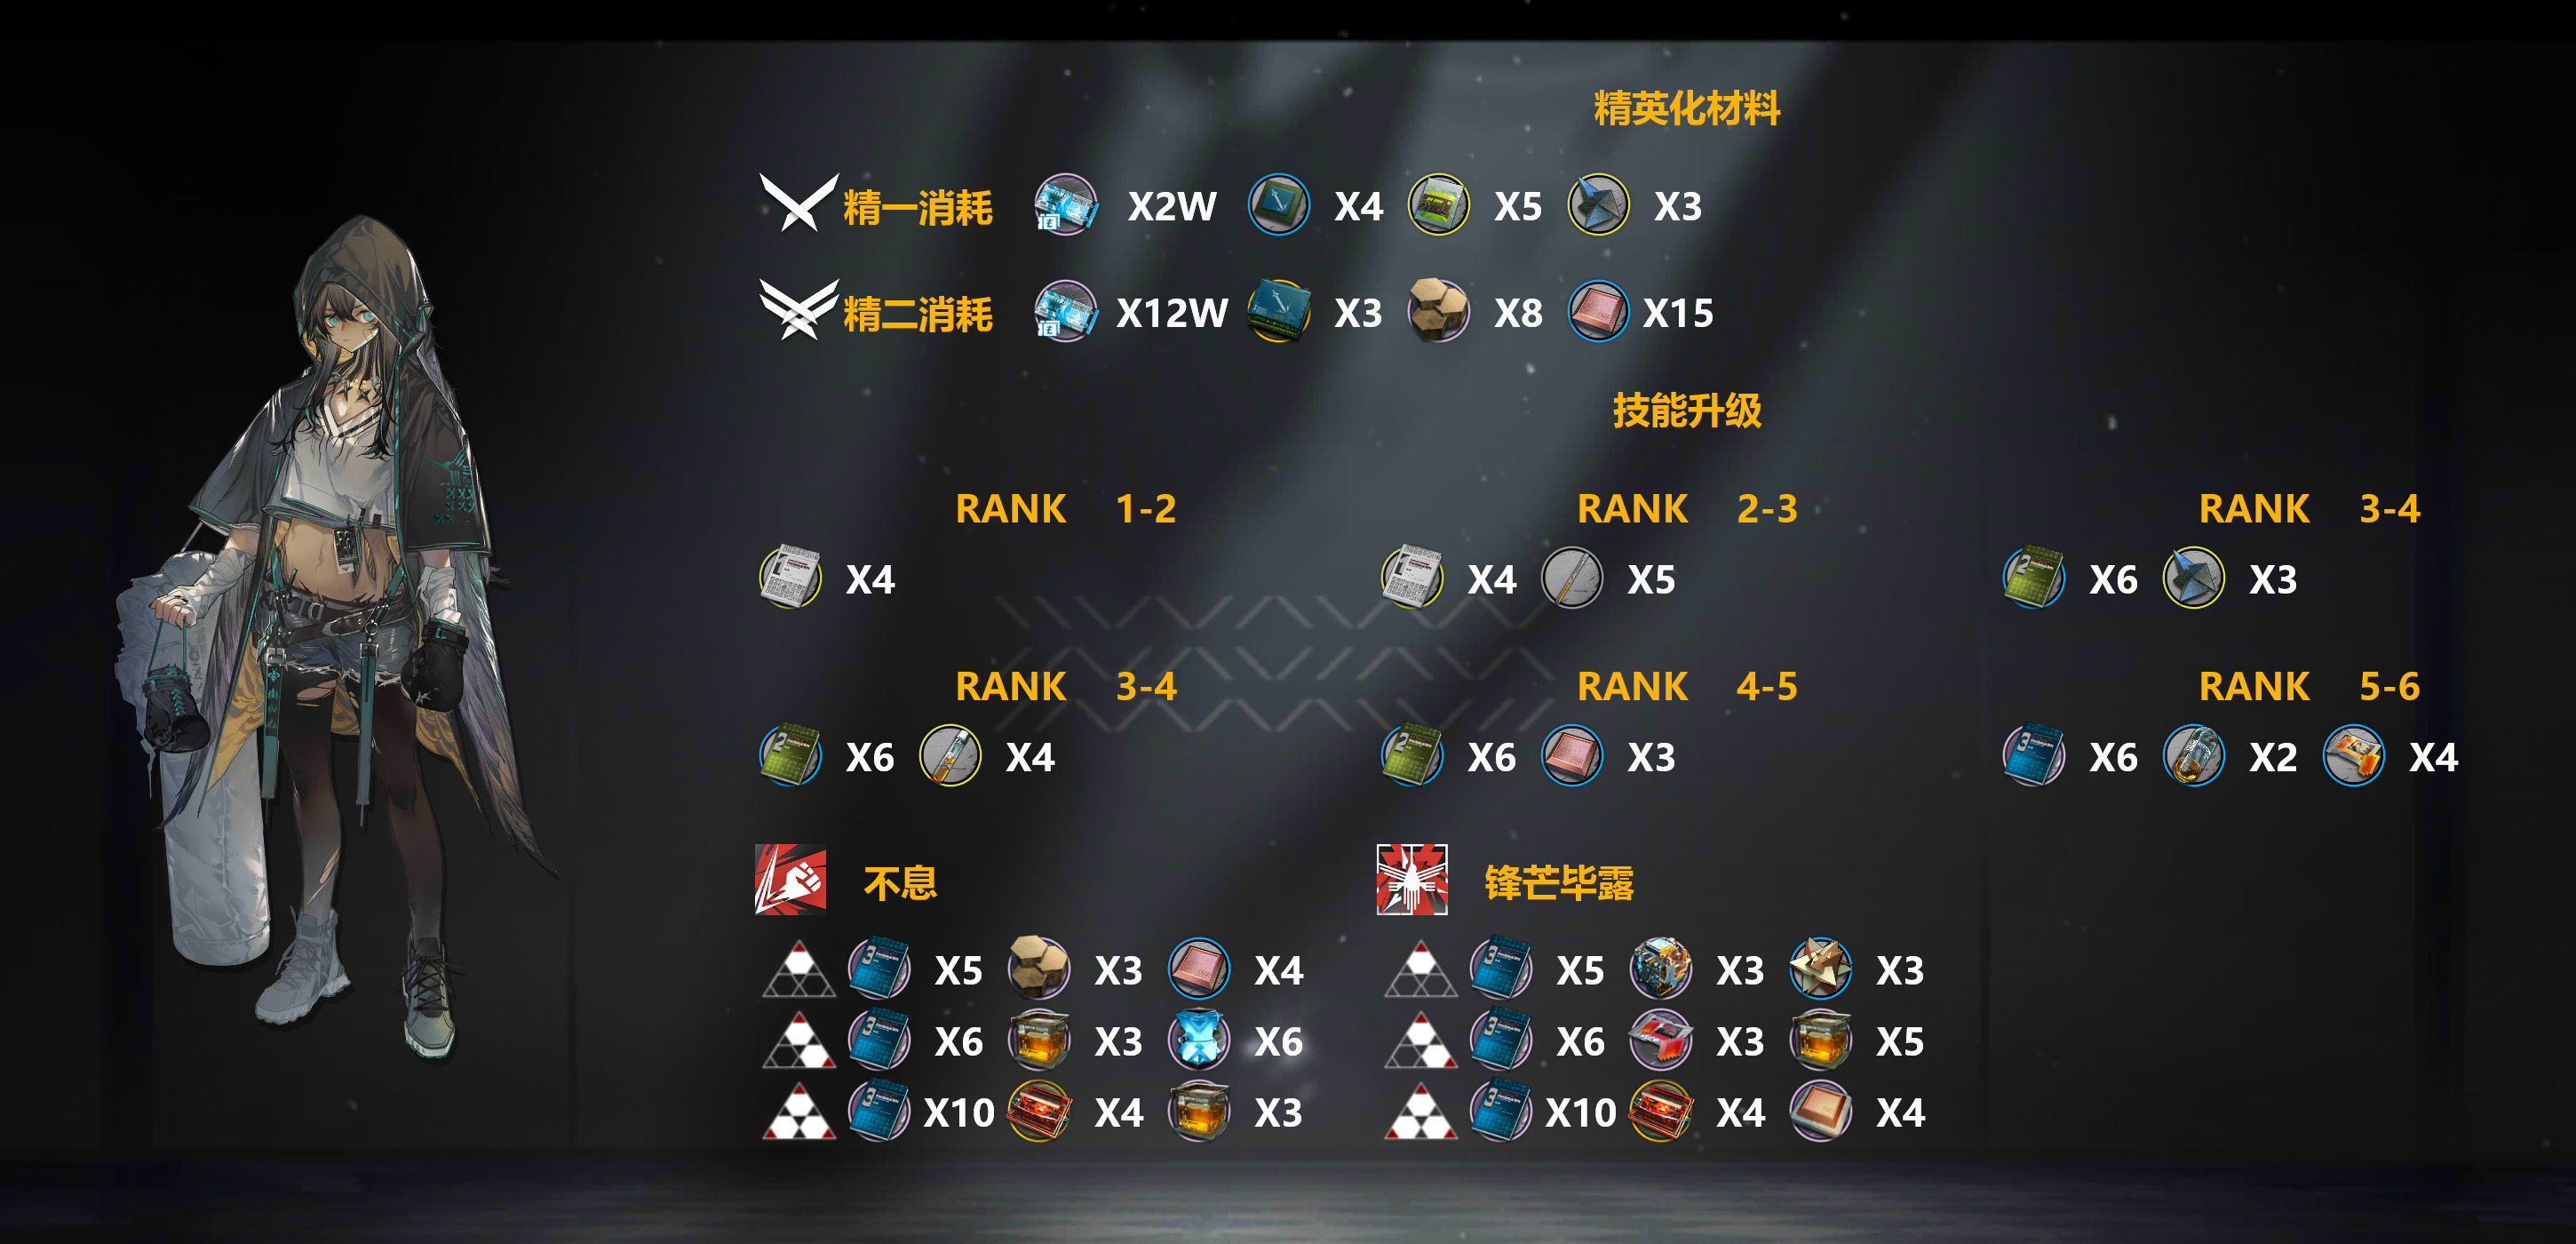 精英化材料
精一消耗 X2W X4 X5 X3
精二消耗 X12W X3 X8 X15
技能升级
RANK 1-2 RANK 2-3 RANK 3-4
X4 X4 X5 X6 X3
RANK 3-4 RANK 4-5 RANK 5-6
X6 X4 X6 X3 X6 X2 X4
不息 锋芒毕露
X5 X3 X4 X5 X3 X3
X6 X3 X6 X6 X3 X5
X10 X4 X3 X10 X4 X4